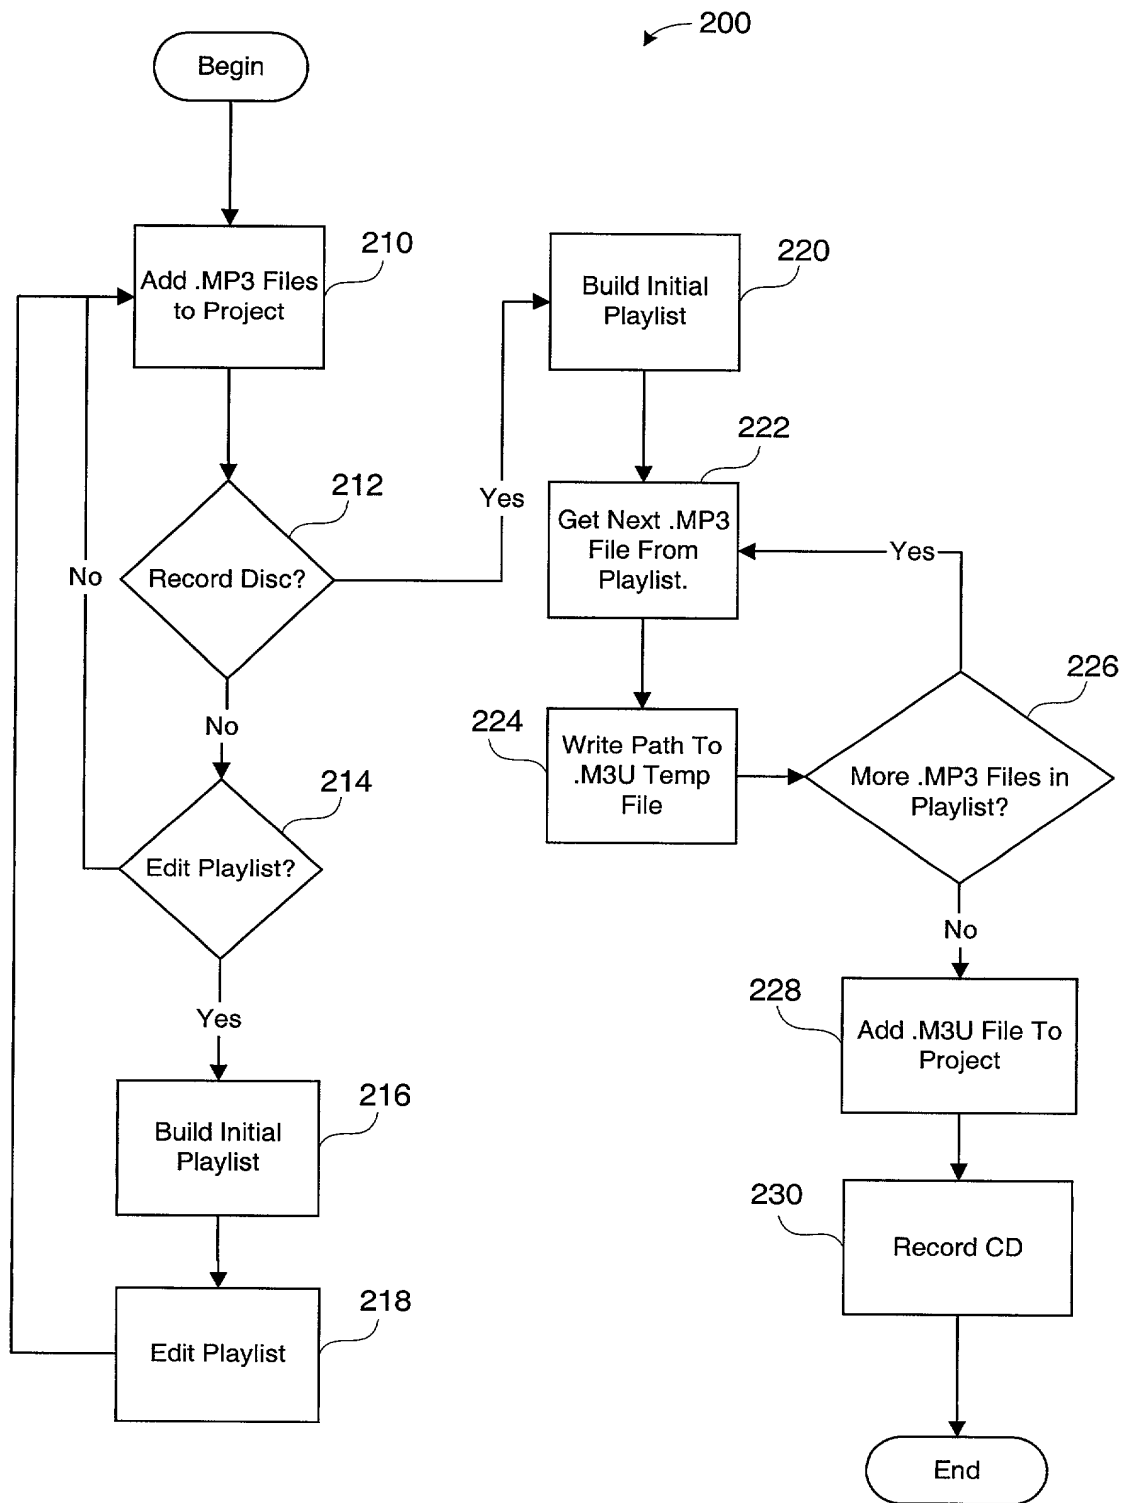 200
Begin
Add .MP3 Files
to Project
210
Record Disc?
212
No
Yes
No
Edit Playlist?
214
Yes
Build Initial
Playlist
216
Edit Playlist
218
Build Initial
Playlist
220
Get Next .MP3
File From
Playlist.
222
Write Path To
.M3U Temp
File
224
Yes
More .MP3 Files in
Playlist?
226
No
Add .M3U File To
Project
228
Record CD
230
End